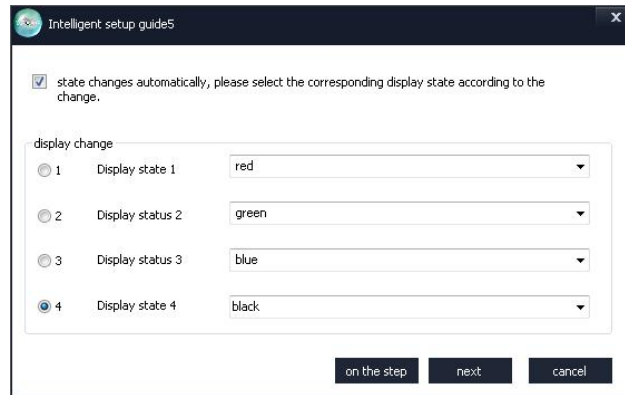 Intelligent setup guide5
x
state changes automatically, please select the corresponding display state according to the
change.
display change
1 Display state 1 red
2 Display status 2 green
3 Display status 3 blue
4 Display state 4 black
on the step next cancel